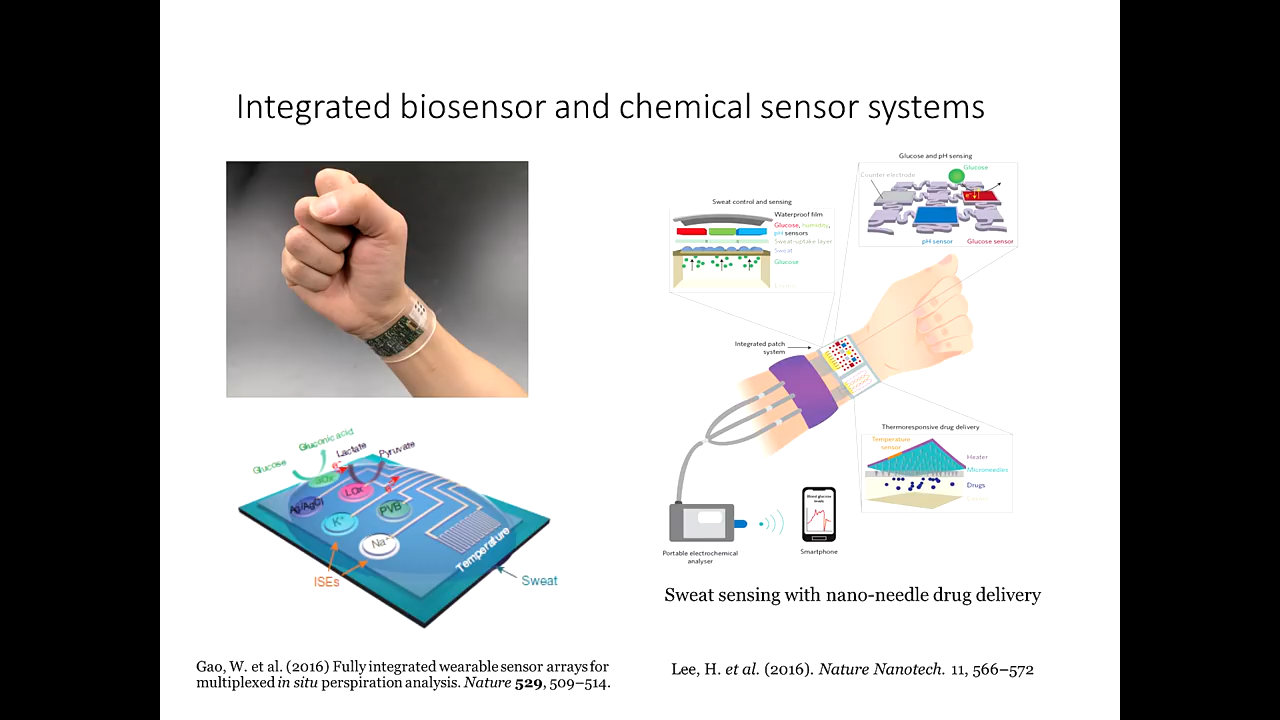 Integrated biosensor and chemical sensor systems
Glucose and pH sensing
Glucose
Counter electrode
pH sensor
Glucose sensor
Sweat control and sensing
Waterproof film
Glucose, humidity,
pH sensors
Sweat-uptake layer
Sweat
Glucose
Integrated patch
system
Thermoresponsive drug delivery
Temperature
sensor
Heater
Microneedles
Drugs
Portable electrochemical
analyser
Blood glucose
levels
Smartphone
Sweat sensing with nano-needle drug delivery
Gluconic acid
Glucose
Lactate
Pyruvate
e-
GOx
LOx
Ag/AgCl
PVB
K+
Na+
ISEs
Temperature
Sweat
Gao, W. et al. (2016) Fully integrated wearable sensor arrays for
multiplexed in situ perspiration analysis. Nature 529, 509–514.
Lee, H. et al. (2016). Nature Nanotech. 11, 566–572